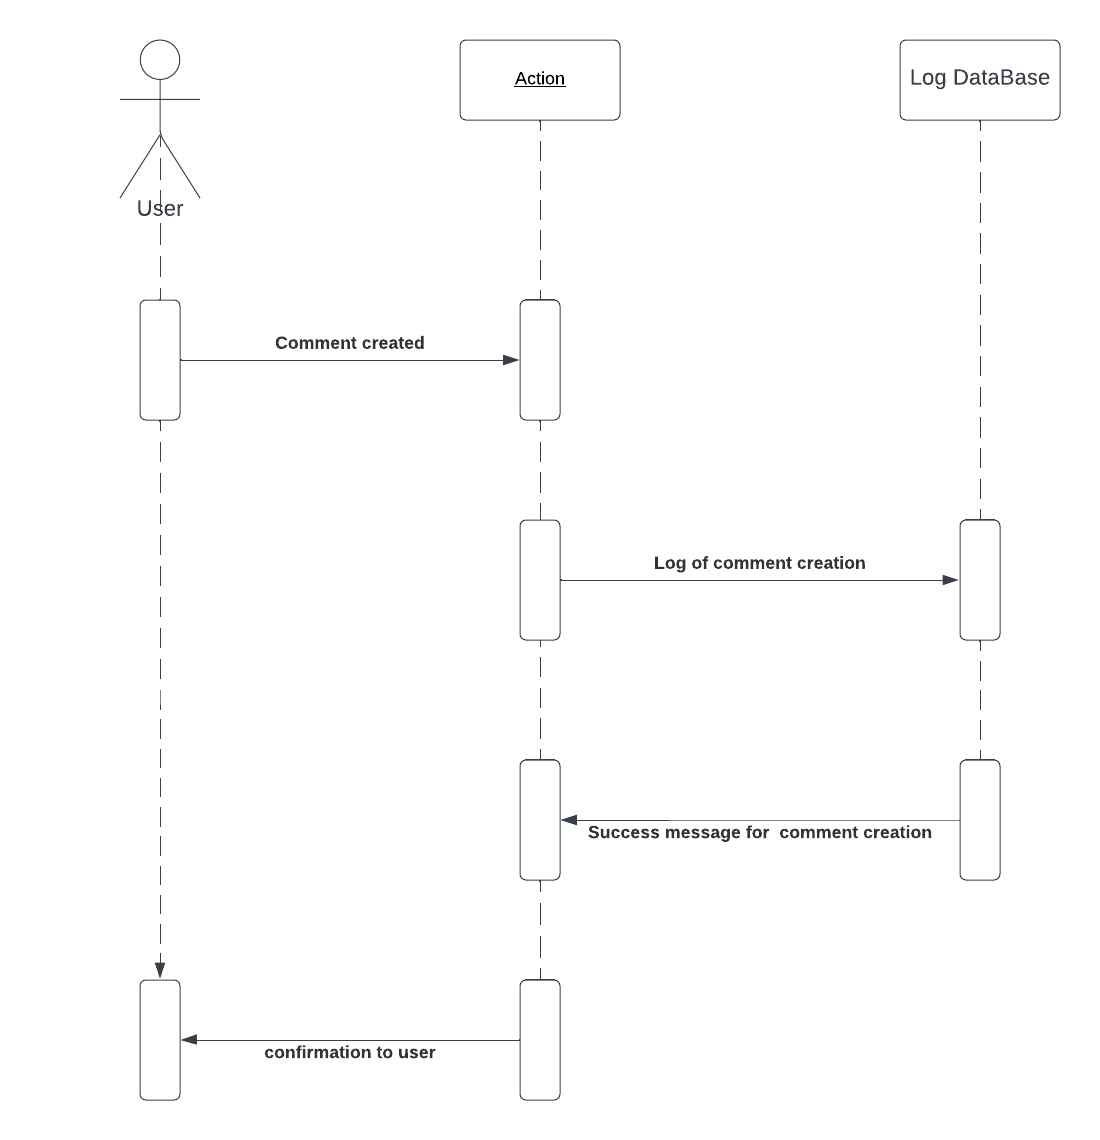 Action
Log DataBase
User
Comment created
Log of comment creation
Success message for  comment creation
confirmation to user